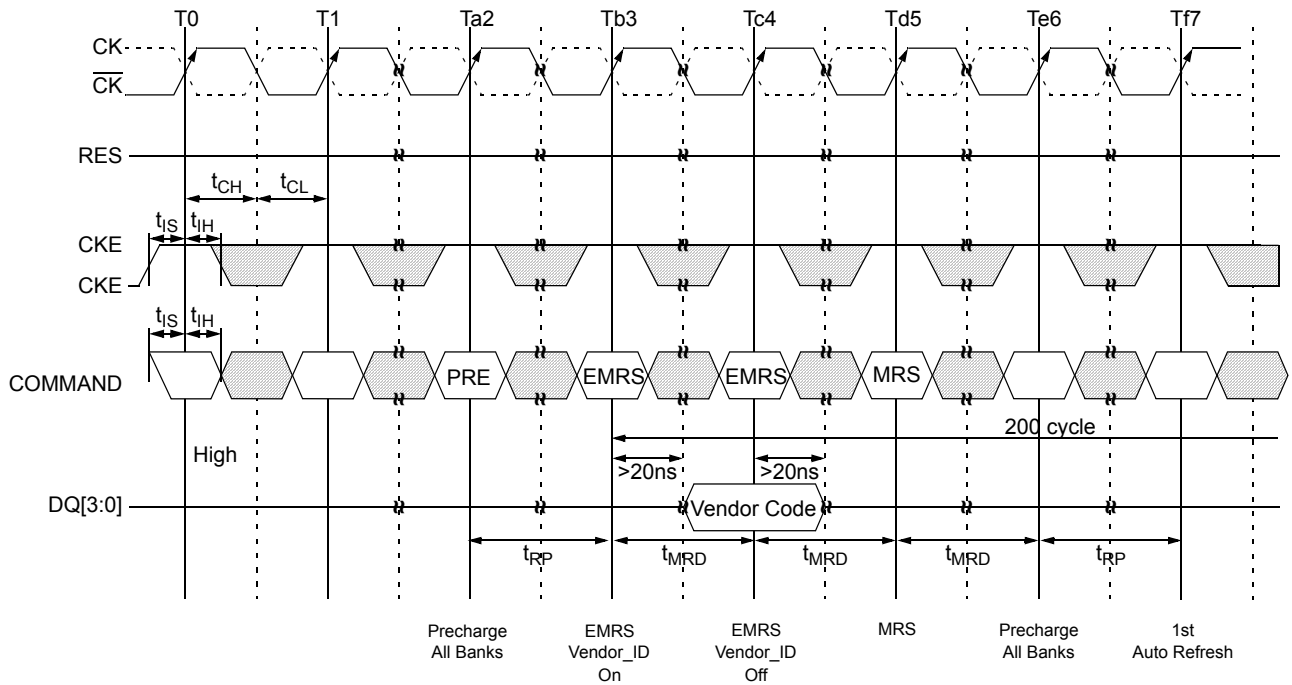 T0 T1 Ta2 Tb3 Tc4 Td5 Te6 Tf7
CK
CK
RES
tCH tCL
tIS tIH
CKE
CKE
tIS tIH
COMMAND PRE EMRS EMRS MRS
200 cycle
High
>20ns >20ns
DQ[3:0] Vendor Code
tRP tMRD tMRD tMRD tRP
Precharge
All Banks
EMRS
Vendor_ID
On
EMRS
Vendor_ID
Off
MRS
Precharge
All Banks
1st
Auto Refresh